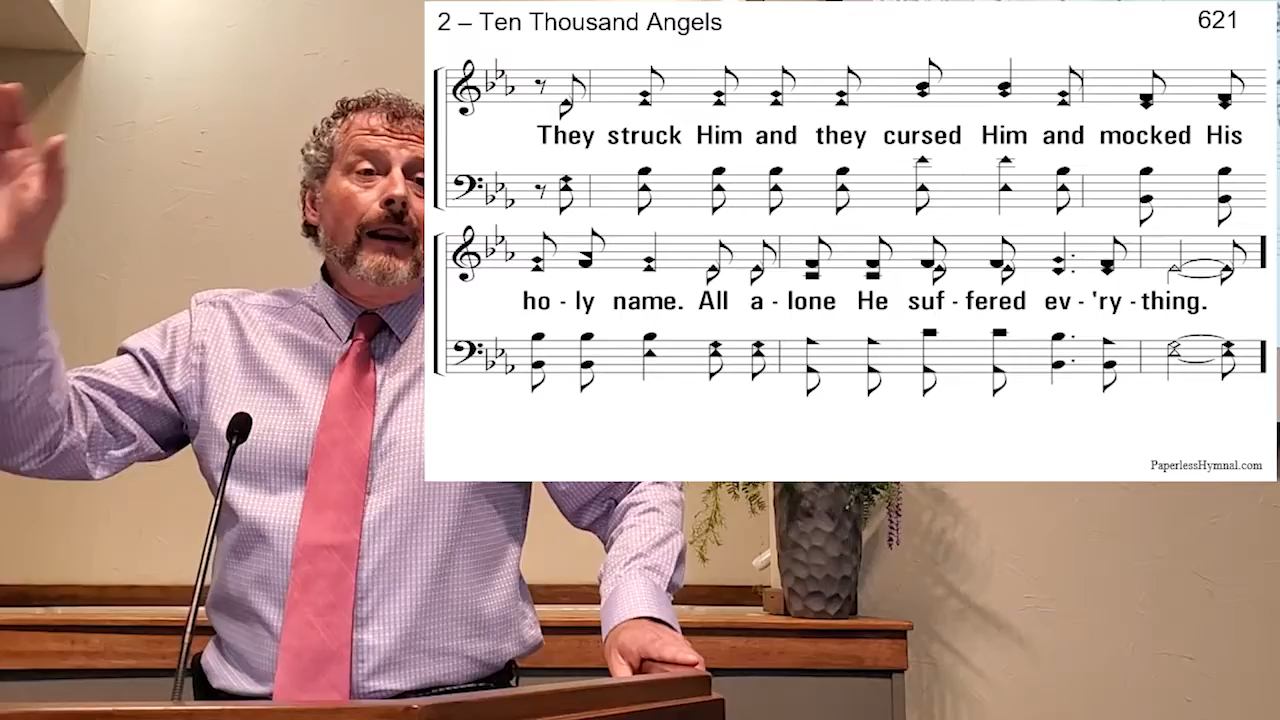 2 – Ten Thousand Angels
621
They struck Him and they cursed Him and mocked His
ho - ly name. All a - lone He suf - fered ev - 'ry - thing.
PaperlessHymnal.com